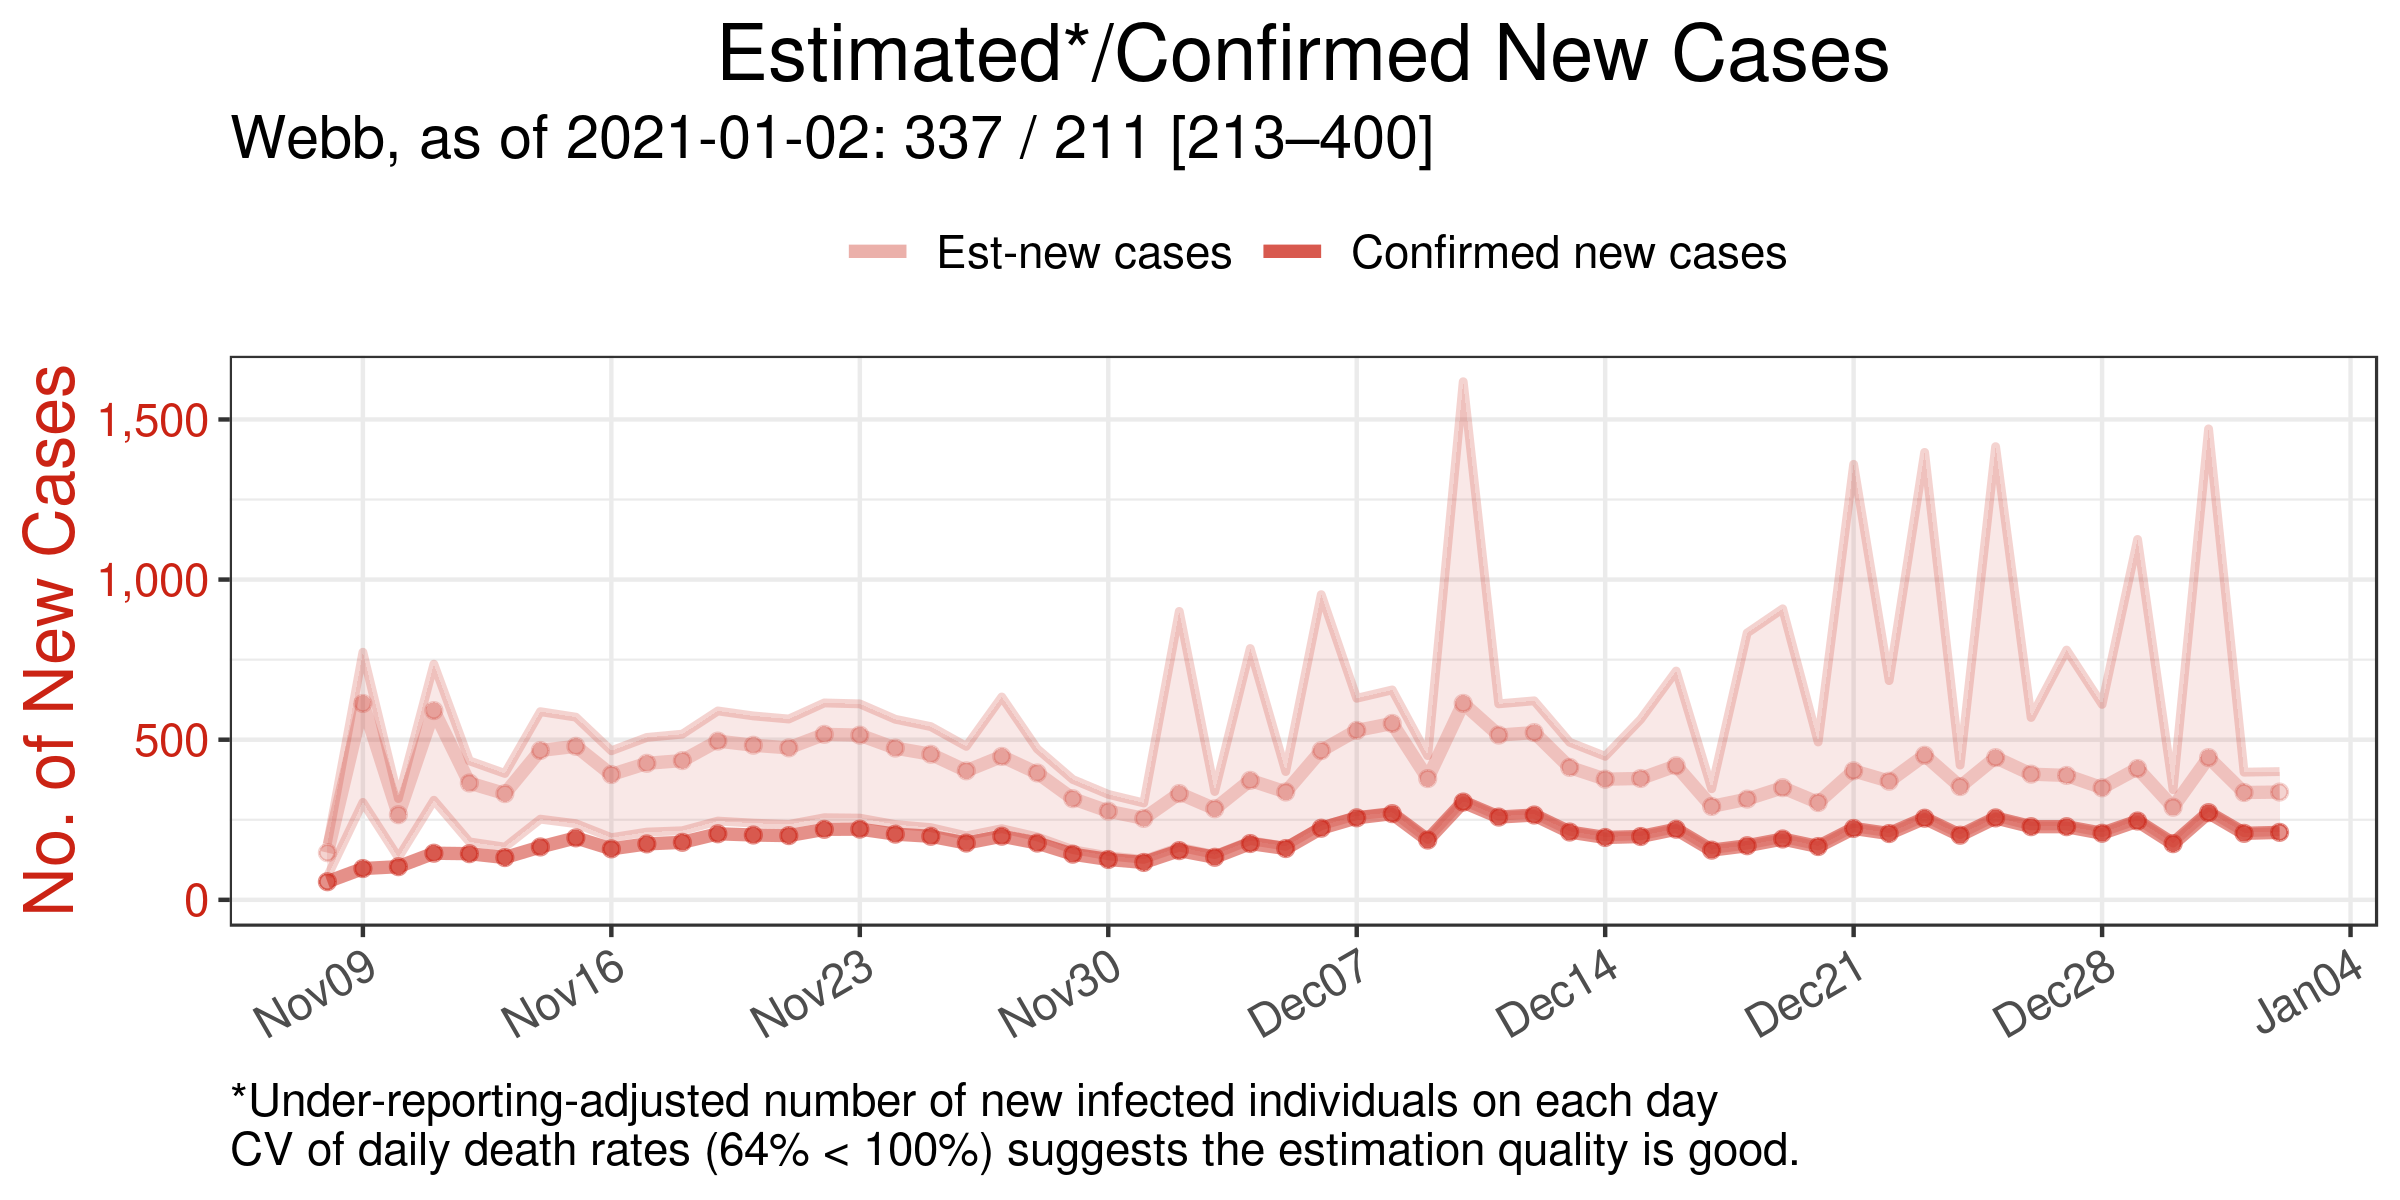 Estimated*/Confirmed New Cases
Webb, as of 2021-01-02: 337 / 211 [213–400]
Est-new cases Confirmed new cases
No. of New Cases
1,500
1,000
500
0
Nov09 Nov16 Nov23 Nov30 Dec07 Dec14 Dec21 Dec28 Jan04
*Under-reporting-adjusted number of new infected individuals on each day
CV of daily death rates (64% < 100%) suggests the estimation quality is good.